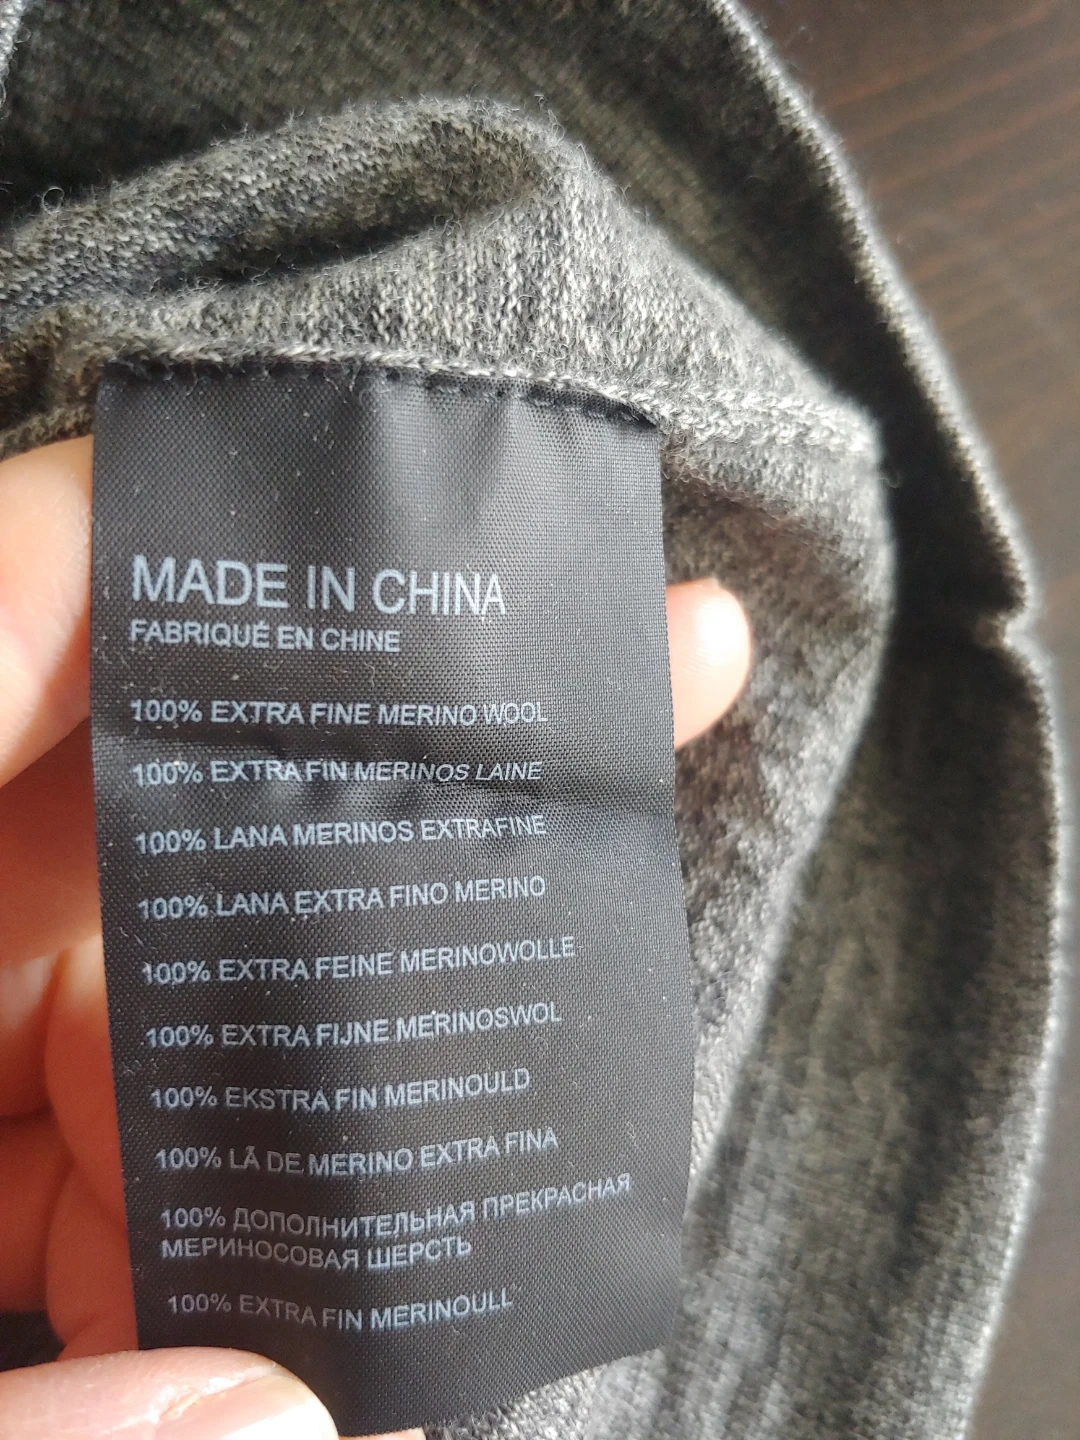 MADE IN CHINA
FABRIQUÉ EN CHINE
100% EXTRA FINE MERINO WOOL
100% EXTRA FIN MERINOS LAINE
100% LANA MERINOS EXTRAFINE
100% LANA EXTRA FINO MERINO
100% EXTRA FEINE MERINOWOLLE
100% EXTRA FIJNE MERINOSWOL
100% EKSTRA FIN MERINOULD
100% LÃ DE MERINO EXTRA FINA
100% ДОПОЛНИТЕЛЬНАЯ ПРЕКРАСНАЯ
МЕРИНОСОВАЯ ШЕРСТЬ
100% EXTRA FIN MERINOULL